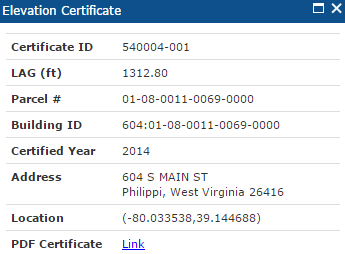 Elevation Certificate
Certificate ID 540004-001
LAG (ft) 1312.80
Parcel # 01-08-0011-0069-0000
Building ID 604:01-08-0011-0069-0000
Certified Year 2014
Address 604 S MAIN ST
Philippi, West Virginia 26416
Location (-80.033538,39.144688)
PDF Certificate Link